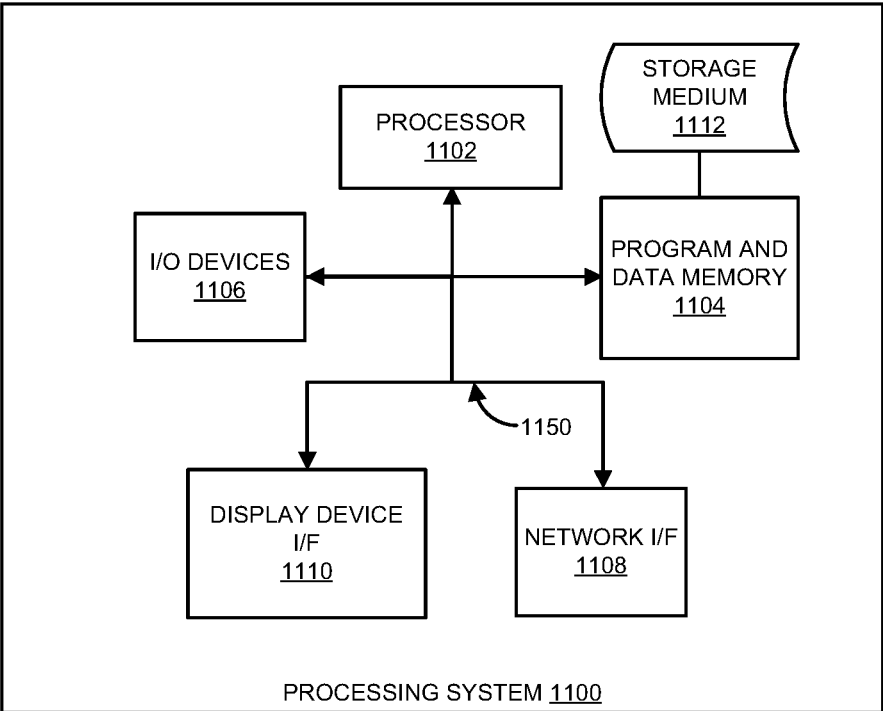 STORAGE
MEDIUM
1112
PROCESSOR
1102
I/O DEVICES
1106
PROGRAM AND
DATA MEMORY
1104
1150
DISPLAY DEVICE
I/F
1110
NETWORK I/F
1108
PROCESSING SYSTEM 1100